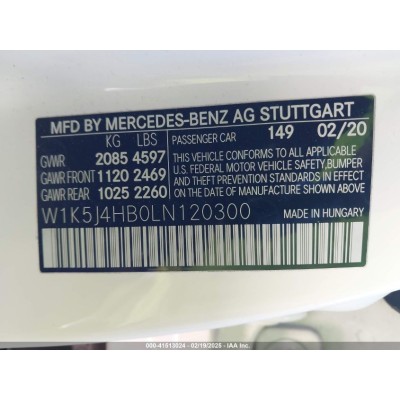 MFD BY MERCEDES-BENZ AG STUTTGART
KG LBS PASSENGER CAR 149 02/20
GVWR 2085 4597
GAWR FRONT 1120 2469
GAWR REAR 1025 2260
THIS VEHICLE CONFORMS TO ALL APPLICABLE
U.S. FEDERAL MOTOR VEHICLE SAFETY, BUMPER
AND THEFT PREVENTION STANDARDS IN EFFECT
ON THE DATE OF MANUFACTURE SHOWN ABOVE.
W1K5J4HB0LN120300 MADE IN HUNGARY
000-41513024 - 02/19/2025 - IAA Inc.